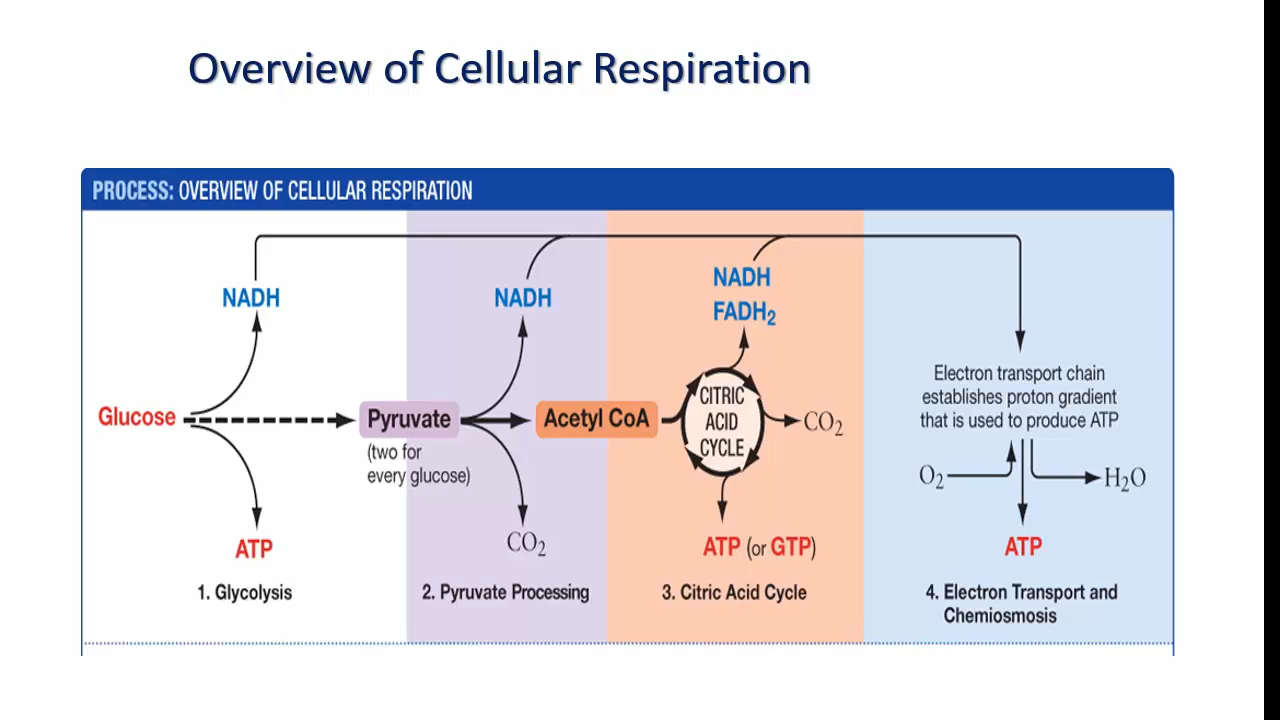 Overview of Cellular Respiration
PROCESS: OVERVIEW OF CELLULAR RESPIRATION
NADH
NADH
NADH
FADH₂
Glucose
Pyruvate
(two for
every glucose)
Acetyl CoA
CITRIC
ACID
CYCLE
CO₂
Electron transport chain
establishes proton gradient
that is used to produce ATP
O₂
H₂O
ATP
CO₂
ATP (or GTP)
ATP
1. Glycolysis
2. Pyruvate Processing
3. Citric Acid Cycle
4. Electron Transport and
Chemiosmosis